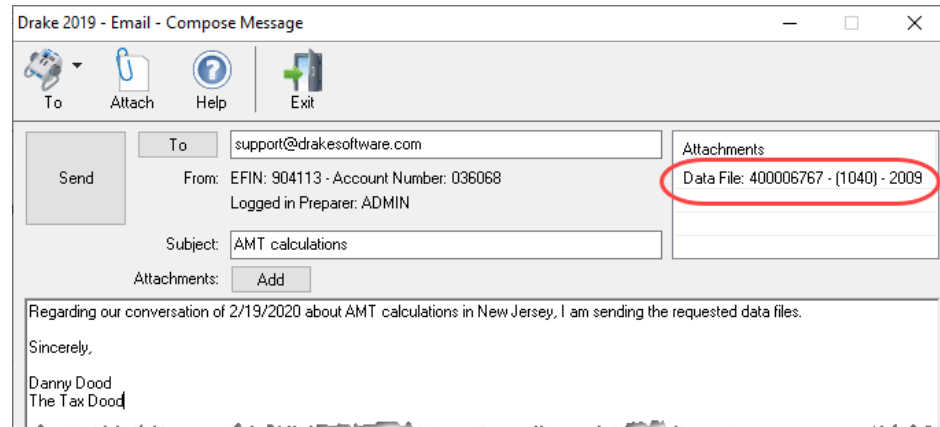 Drake 2019 - Email - Compose Message
To Attach Help Exit
Send
To support@drakesoftware.com
From: EFIN: 904113 - Account Number: 036068
Logged in Preparer: ADMIN
Subject: AMT calculations
Attachments: Add
Attachments
Data File: 400006767 - (1040) - 2009
Regarding our conversation of 2/19/2020 about AMT calculations in New Jersey, I am sending the requested data files.
Sincerely,
Danny Dood
The Tax Dood